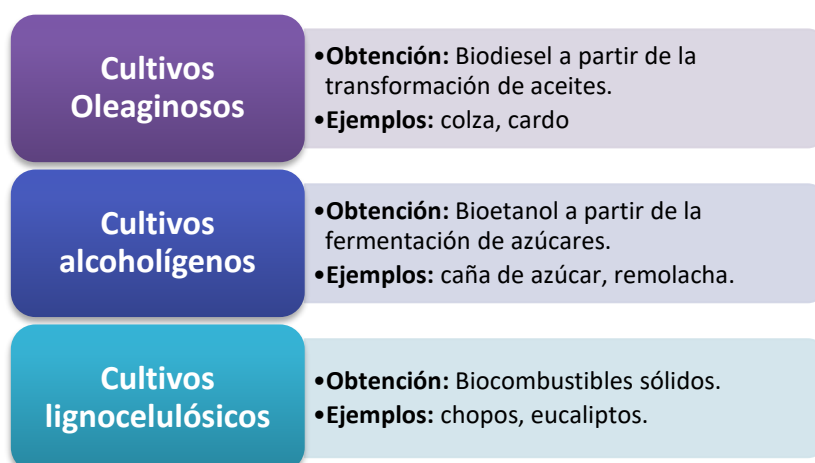 Cultivos
Oleaginosos
•Obtención: Biodiesel a partir de la
transformación de aceites.
•Ejemplos: colza, cardo
Cultivos
alcoholígenos
•Obtención: Bioetanol a partir de la
fermentación de azúcares.
•Ejemplos: caña de azúcar, remolacha.
Cultivos
lignocelulósicos
•Obtención: Biocombustibles sólidos.
•Ejemplos: chopos, eucaliptos.